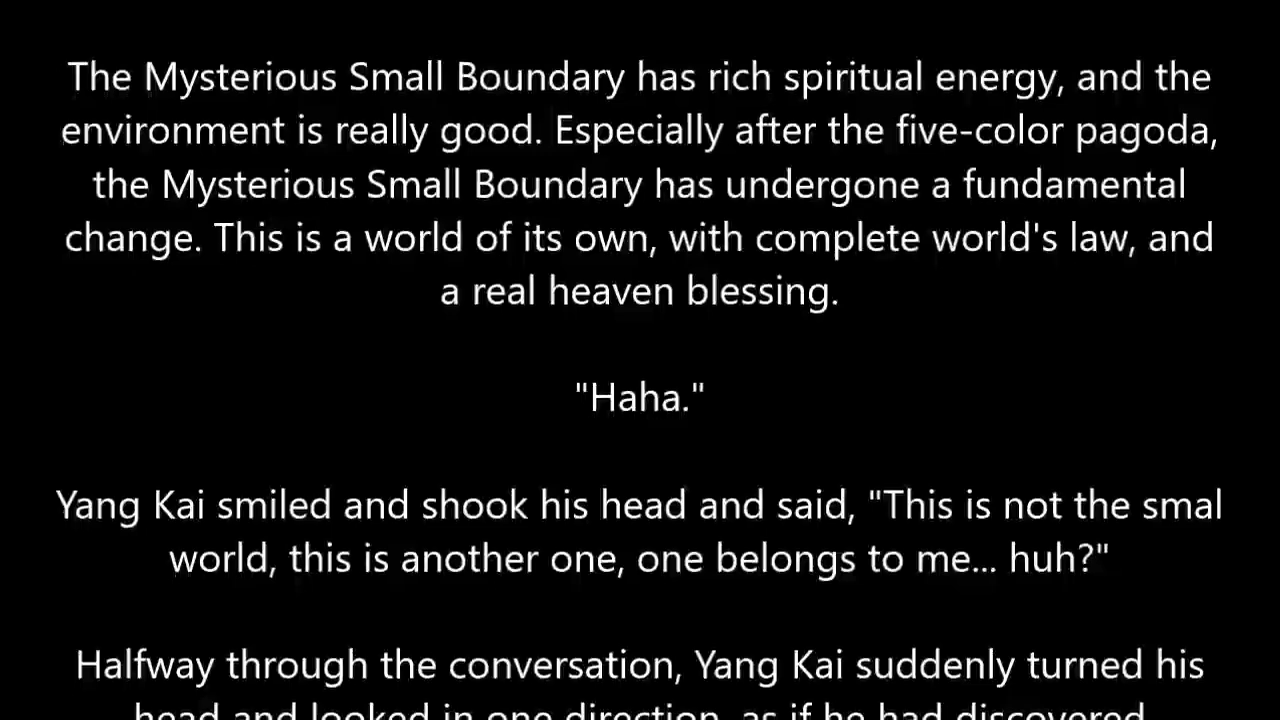 The Mysterious Small Boundary has rich spiritual energy, and the
environment is really good. Especially after the five-color pagoda,
the Mysterious Small Boundary has undergone a fundamental
change. This is a world of its own, with complete world's law, and
a real heaven blessing.
"Haha."
Yang Kai smiled and shook his head and said, "This is not the smal
world, this is another one, one belongs to me... huh?"
Halfway through the conversation, Yang Kai suddenly turned his
head and looked in one direction, as if he had discovered